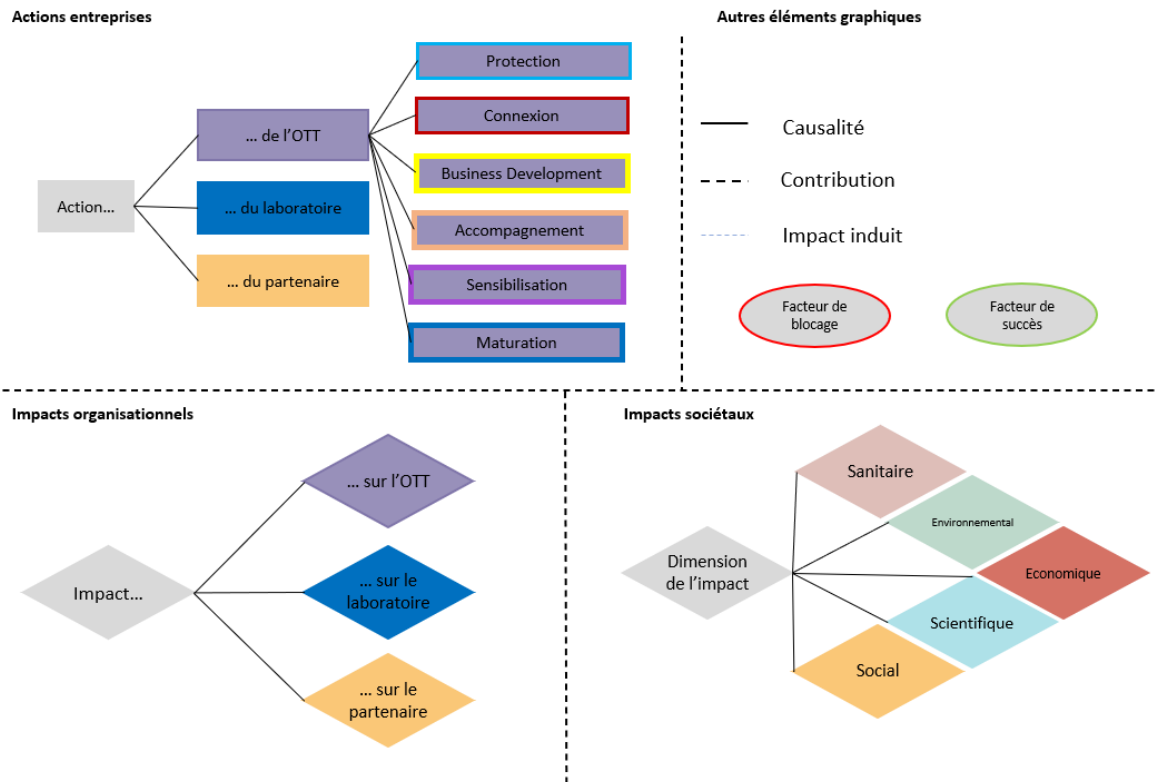 Actions entreprises
Action…
… de l'OTT
… du laboratoire
… du partenaire
Protection
Connexion
Business Development
Accompagnement
Sensibilisation
Maturation
Autres éléments graphiques
Causalité
Contribution
Impact induit
Facteur de
blocage
Facteur de
succès
Impacts organisationnels
Impact…
… sur l'OTT
… sur le
laboratoire
… sur le
partenaire
Impacts sociétaux
Dimension
de l'impact
Sanitaire
Environnemental
Economique
Scientifique
Social